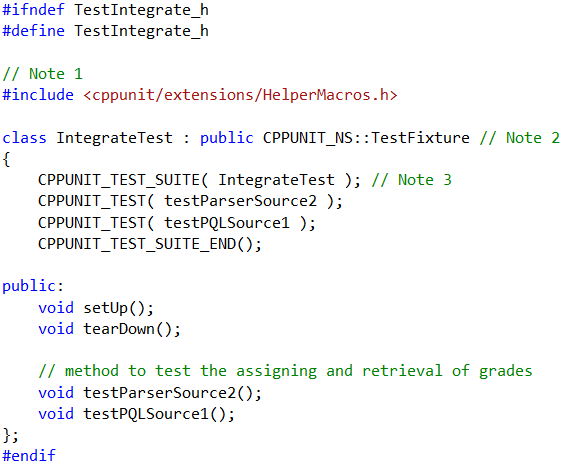 #ifndef TestIntegrate_h
#define TestIntegrate_h
// Note 1
#include <cppunit/extensions/HelperMacros.h>
class IntegrateTest : public CPPUNIT_NS::TestFixture // Note 2
{
CPPUNIT_TEST_SUITE( IntegrateTest ); // Note 3
CPPUNIT_TEST( testParserSource2 );
CPPUNIT_TEST( testPQLSource1 );
CPPUNIT_TEST_SUITE_END();
public:
void setUp();
void tearDown();
// method to test the assigning and retrieval of grades
void testParserSource2();
void testPQLSource1();
};
#endif